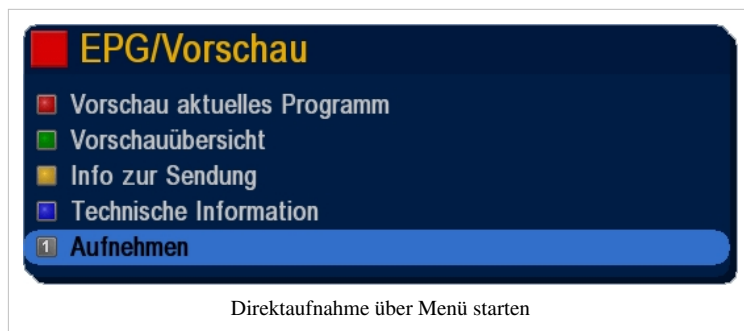 EPG/Vorschau
Vorschau aktuelles Programm
Vorschauübersicht
Info zur Sendung
Technische Information
1 Aufnehmen
Direktaufnahme über Menü starten